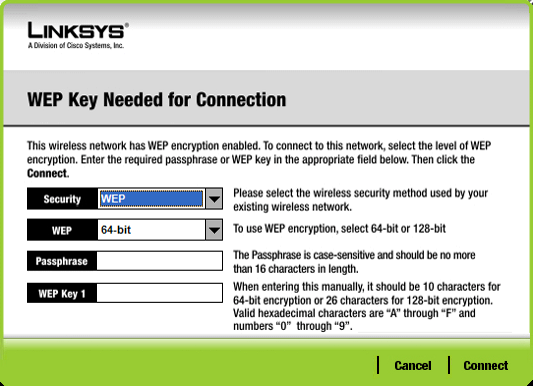 LINKSYS®
A Division of Cisco Systems, Inc.
WEP Key Needed for Connection
This wireless network has WEP encryption enabled. To connect to this network, select the level of WEP
encryption. Enter the required passphrase or WEP key in the appropriate field below. Then click the
Connect.
Security WEP
Please select the wireless security method used by your
existing wireless network.
WEP 64-bit
To use WEP encryption, select 64-bit or 128-bit
Passphrase
The Passphrase is case-sensitive and should be no more
than 16 characters in length.
WEP Key 1
When entering this manually, it should be 10 characters for
64-bit encryption or 26 characters for 128-bit encryption.
Valid hexadecimal characters are “A” through “F” and
numbers “0” through “9”.
Cancel Connect